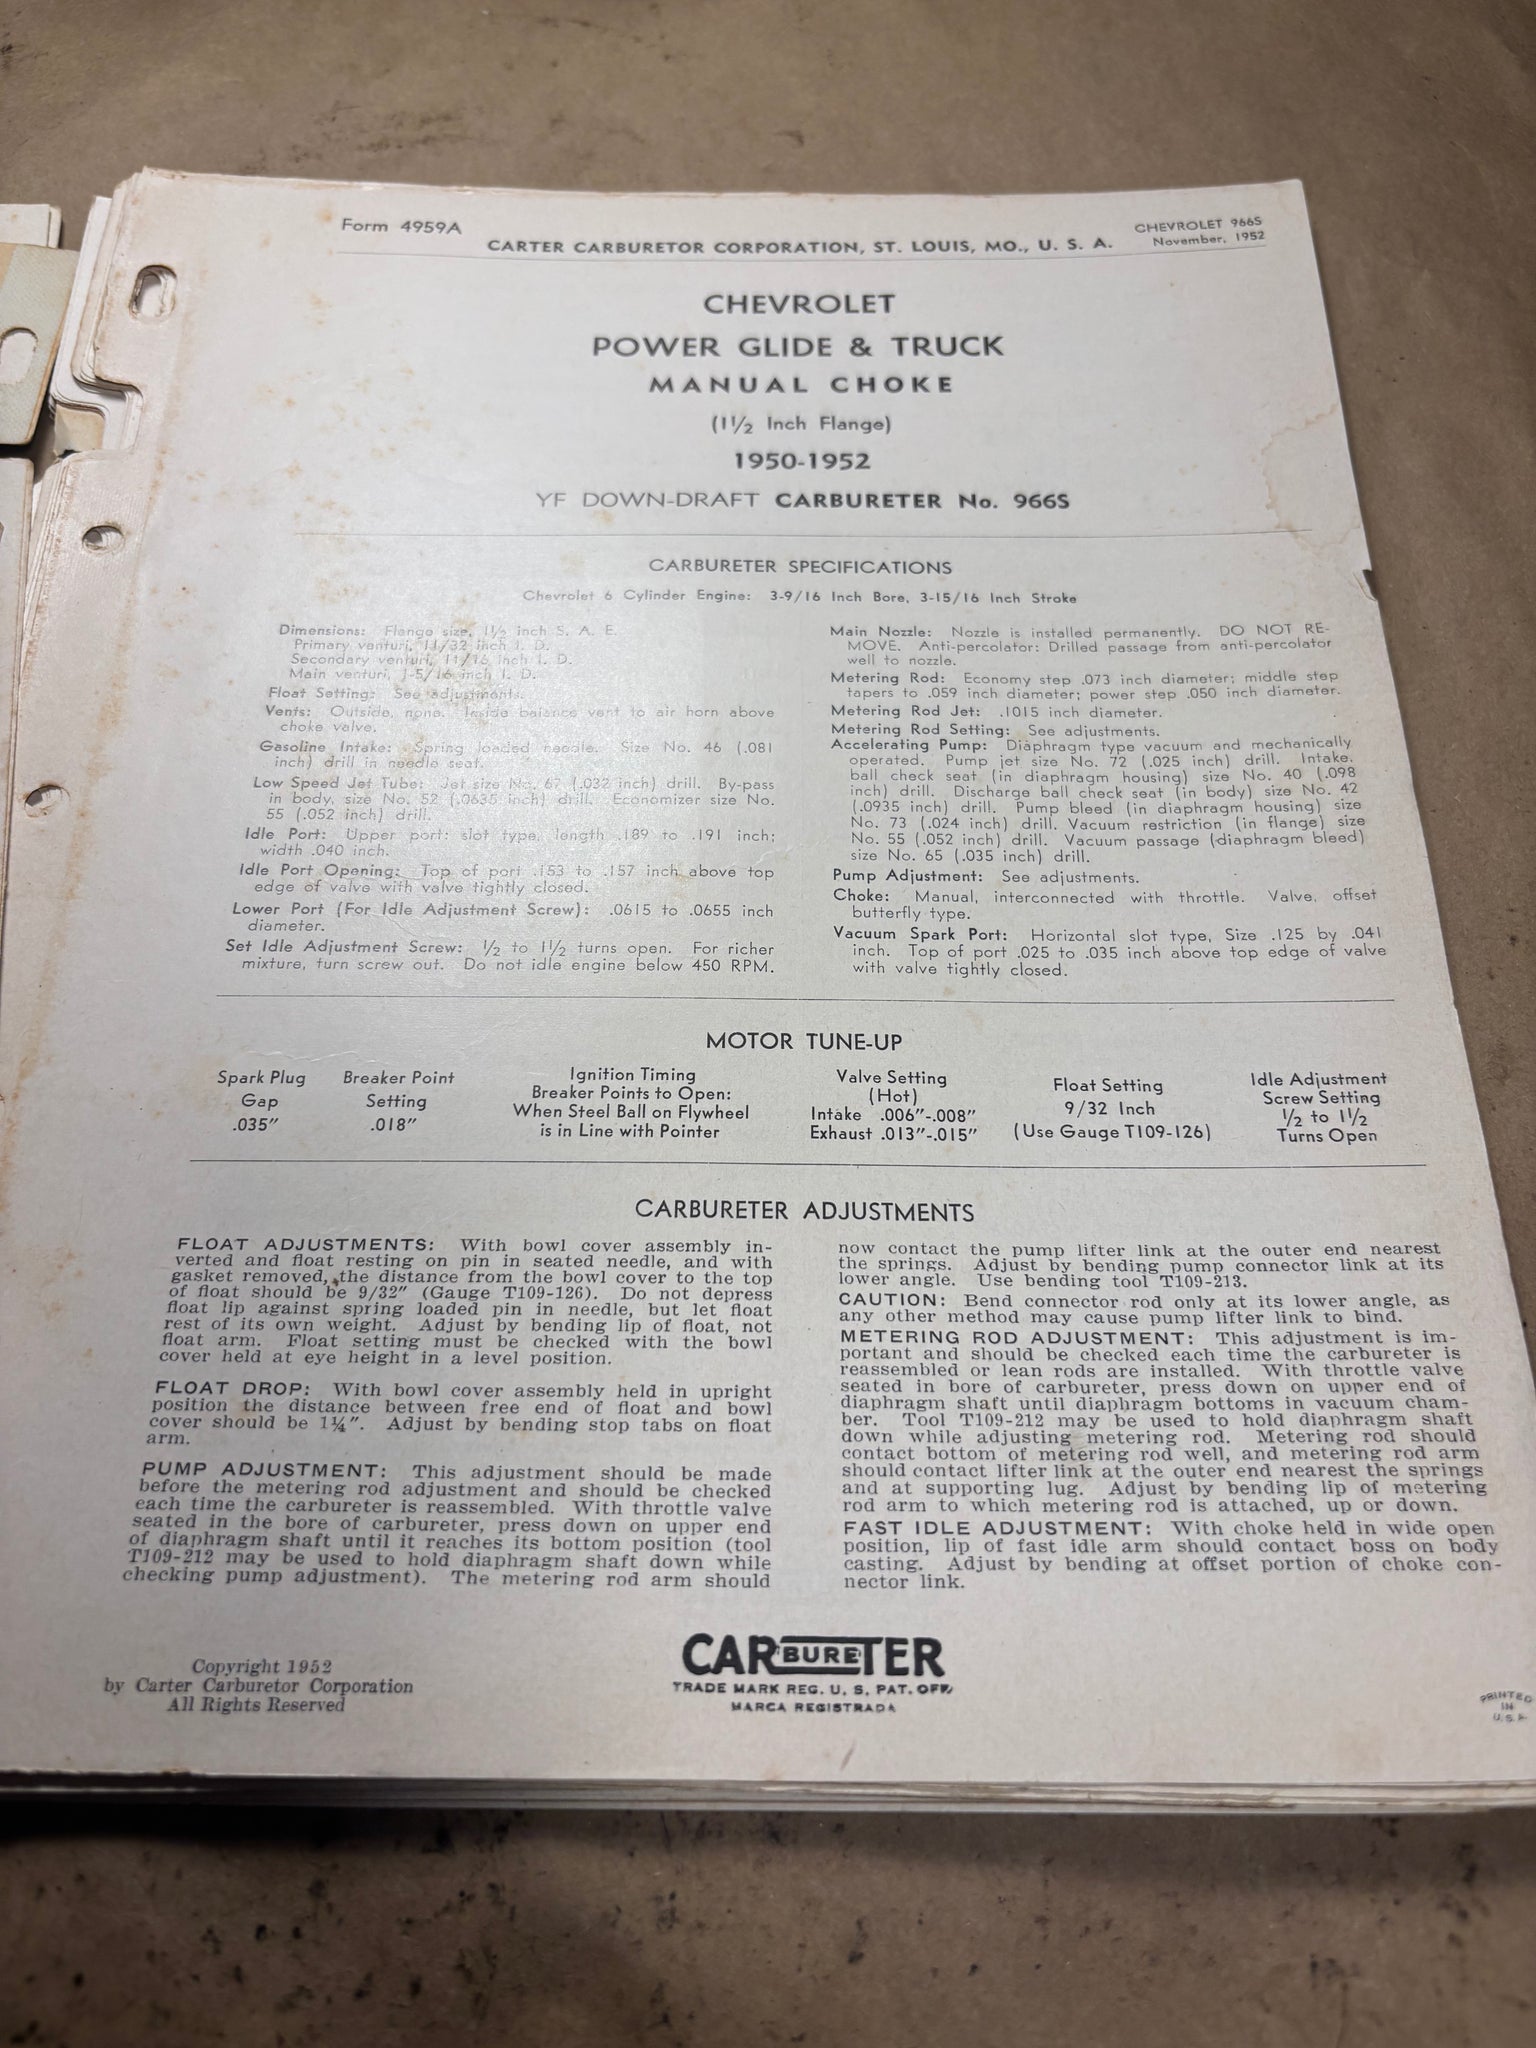 Form 4959A
CHEVROLET 966S
November, 1952
CARTER CARBURETOR CORPORATION, ST. LOUIS, MO., U. S. A.
CHEVROLET
POWER GLIDE & TRUCK
MANUAL CHOKE
(1½ Inch Flange)
1950-1952
YF DOWN-DRAFT CARBURETER No. 966S
CARBURETER SPECIFICATIONS
Chevrolet 6 Cylinder Engine: 3-9/16 Inch Bore, 3-15/16 Inch Stroke
Dimensions: Flange size, 1½ inch S. A. E.
Primary venturi, 11/32 inch I. D.
Secondary venturi, 11/16 inch I. D.
Main venturi, 1-5/16 inch I. D.
Float Setting: See adjustments.
Vents: Outside, none. Inside balance vent to air horn above
choke valve.
Gasoline Intake: Spring loaded needle. Size No. 46 (.081
inch) drill in needle seat.
Low Speed Jet Tube: Jet size No. 67 (.032 inch) drill. By-pass
in body, size No. 52 (.0635 inch) drill. Economizer size No.
55 (.052 inch) drill.
Idle Port: Upper port: slot type, length .189 to .191 inch;
width .040 inch.
Idle Port Opening: Top of port .153 to .157 inch above top
edge of valve with valve tightly closed.
Lower Port (For Idle Adjustment Screw): .0615 to .0655 inch
diameter.
Set Idle Adjustment Screw: ½ to 1½ turns open. For richer
mixture, turn screw out. Do not idle engine below 450 RPM.
Main Nozzle: Nozzle is installed permanently. DO NOT RE-
MOVE. Anti-percolator: Drilled passage from anti-percolator
well to nozzle.
Metering Rod: Economy step .073 inch diameter; middle step
tapers to .059 inch diameter; power step .050 inch diameter.
Metering Rod Jet: .1015 inch diameter.
Metering Rod Setting: See adjustments.
Accelerating Pump: Diaphragm type vacuum and mechanically
operated. Pump jet size No. 72 (.025 inch) drill. Intake,
ball check seat (in diaphragm housing) size No. 40 (.098
inch) drill. Discharge ball check seat (in body) size No. 42
(.0935 inch) drill. Pump bleed (in diaphragm housing) size
No. 73 (.024 inch) drill. Vacuum restriction (in flange) size
No. 55 (.052 inch) drill. Vacuum passage (diaphragm bleed)
size No. 65 (.035 inch) drill.
Pump Adjustment: See adjustments.
Choke: Manual, interconnected with throttle. Valve, offset
butterfly type.
Vacuum Spark Port: Horizontal slot type, Size .125 by .041
inch. Top of port .025 to .035 inch above top edge of valve
with valve tightly closed.
MOTOR TUNE-UP
Spark Plug
Gap
.035"
Breaker Point
Setting
.018"
Ignition Timing
Breaker Points to Open:
When Steel Ball on Flywheel
is in Line with Pointer
Valve Setting
(Hot)
Intake .006"-.008"
Exhaust .013"-.015"
Float Setting
9/32 Inch
(Use Gauge T109-126)
Idle Adjustment
Screw Setting
½ to 1½
Turns Open
CARBURETER ADJUSTMENTS
FLOAT ADJUSTMENTS: With bowl cover assembly in-
verted and float resting on pin in seated needle, and with
gasket removed, the distance from the bowl cover to the top
of float should be 9/32" (Gauge T109-126). Do not depress
float lip against spring loaded pin in needle, but let float
rest of its own weight. Adjust by bending lip of float, not
float arm. Float setting must be checked with the bowl
cover held at eye height in a level position.
FLOAT DROP: With bowl cover assembly held in upright
position the distance between free end of float and bowl
cover should be 1¼". Adjust by bending stop tabs on float
arm.
PUMP ADJUSTMENT: This adjustment should be made
before the metering rod adjustment and should be checked
each time the carbureter is reassembled. With throttle valve
seated in the bore of carbureter, press down on upper end
of diaphragm shaft until it reaches its bottom position (tool
T109-212 may be used to hold diaphragm shaft down while
checking pump adjustment). The metering rod arm should
now contact the pump lifter link at the outer end nearest
the springs. Adjust by bending pump connector link at its
lower angle. Use bending tool T109-213.
CAUTION: Bend connector rod only at its lower angle, as
any other method may cause pump lifter link to bind.
METERING ROD ADJUSTMENT: This adjustment is im-
portant and should be checked each time the carbureter is
reassembled or lean rods are installed. With throttle valve
seated in bore of carbureter, press down on upper end of
diaphragm shaft until diaphragm bottoms in vacuum cham-
ber. Tool T109-212 may be used to hold diaphragm shaft
down while adjusting metering rod. Metering rod should
contact bottom of metering rod well, and metering rod arm
should contact lifter link at the outer end nearest the springs
and at supporting lug. Adjust by bending lip of metering
rod arm to which metering rod is attached, up or down.
FAST IDLE ADJUSTMENT: With choke held in wide open
position, lip of fast idle arm should contact boss on body
casting. Adjust by bending at offset portion of choke con-
nector link.
Copyright 1952
by Carter Carburetor Corporation
All Rights Reserved
CARBURETER
TRADE MARK REG. U. S. PAT. OFF.
MARCA REGISTRADA
PRINTED
IN
U. S. A.